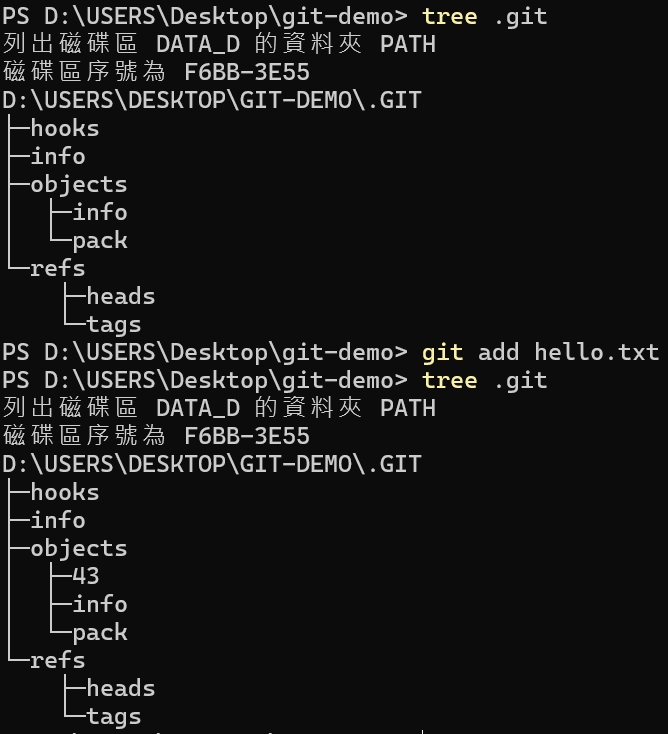 PS D:\USERS\Desktop\git-demo> tree .git
列出磁碟區 DATA_D 的資料夾 PATH
磁碟區序號為 F6BB-3E55
D:\USERS\DESKTOP\GIT-DEMO\.GIT
├─hooks
├─info
├─objects
│  ├─info
│  └─pack
└─refs
    ├─heads
    └─tags
PS D:\USERS\Desktop\git-demo> git add hello.txt
PS D:\USERS\Desktop\git-demo> tree .git
列出磁碟區 DATA_D 的資料夾 PATH
磁碟區序號為 F6BB-3E55
D:\USERS\DESKTOP\GIT-DEMO\.GIT
├─hooks
├─info
├─objects
│  ├─43
│  ├─info
│  └─pack
└─refs
    ├─heads
    └─tags